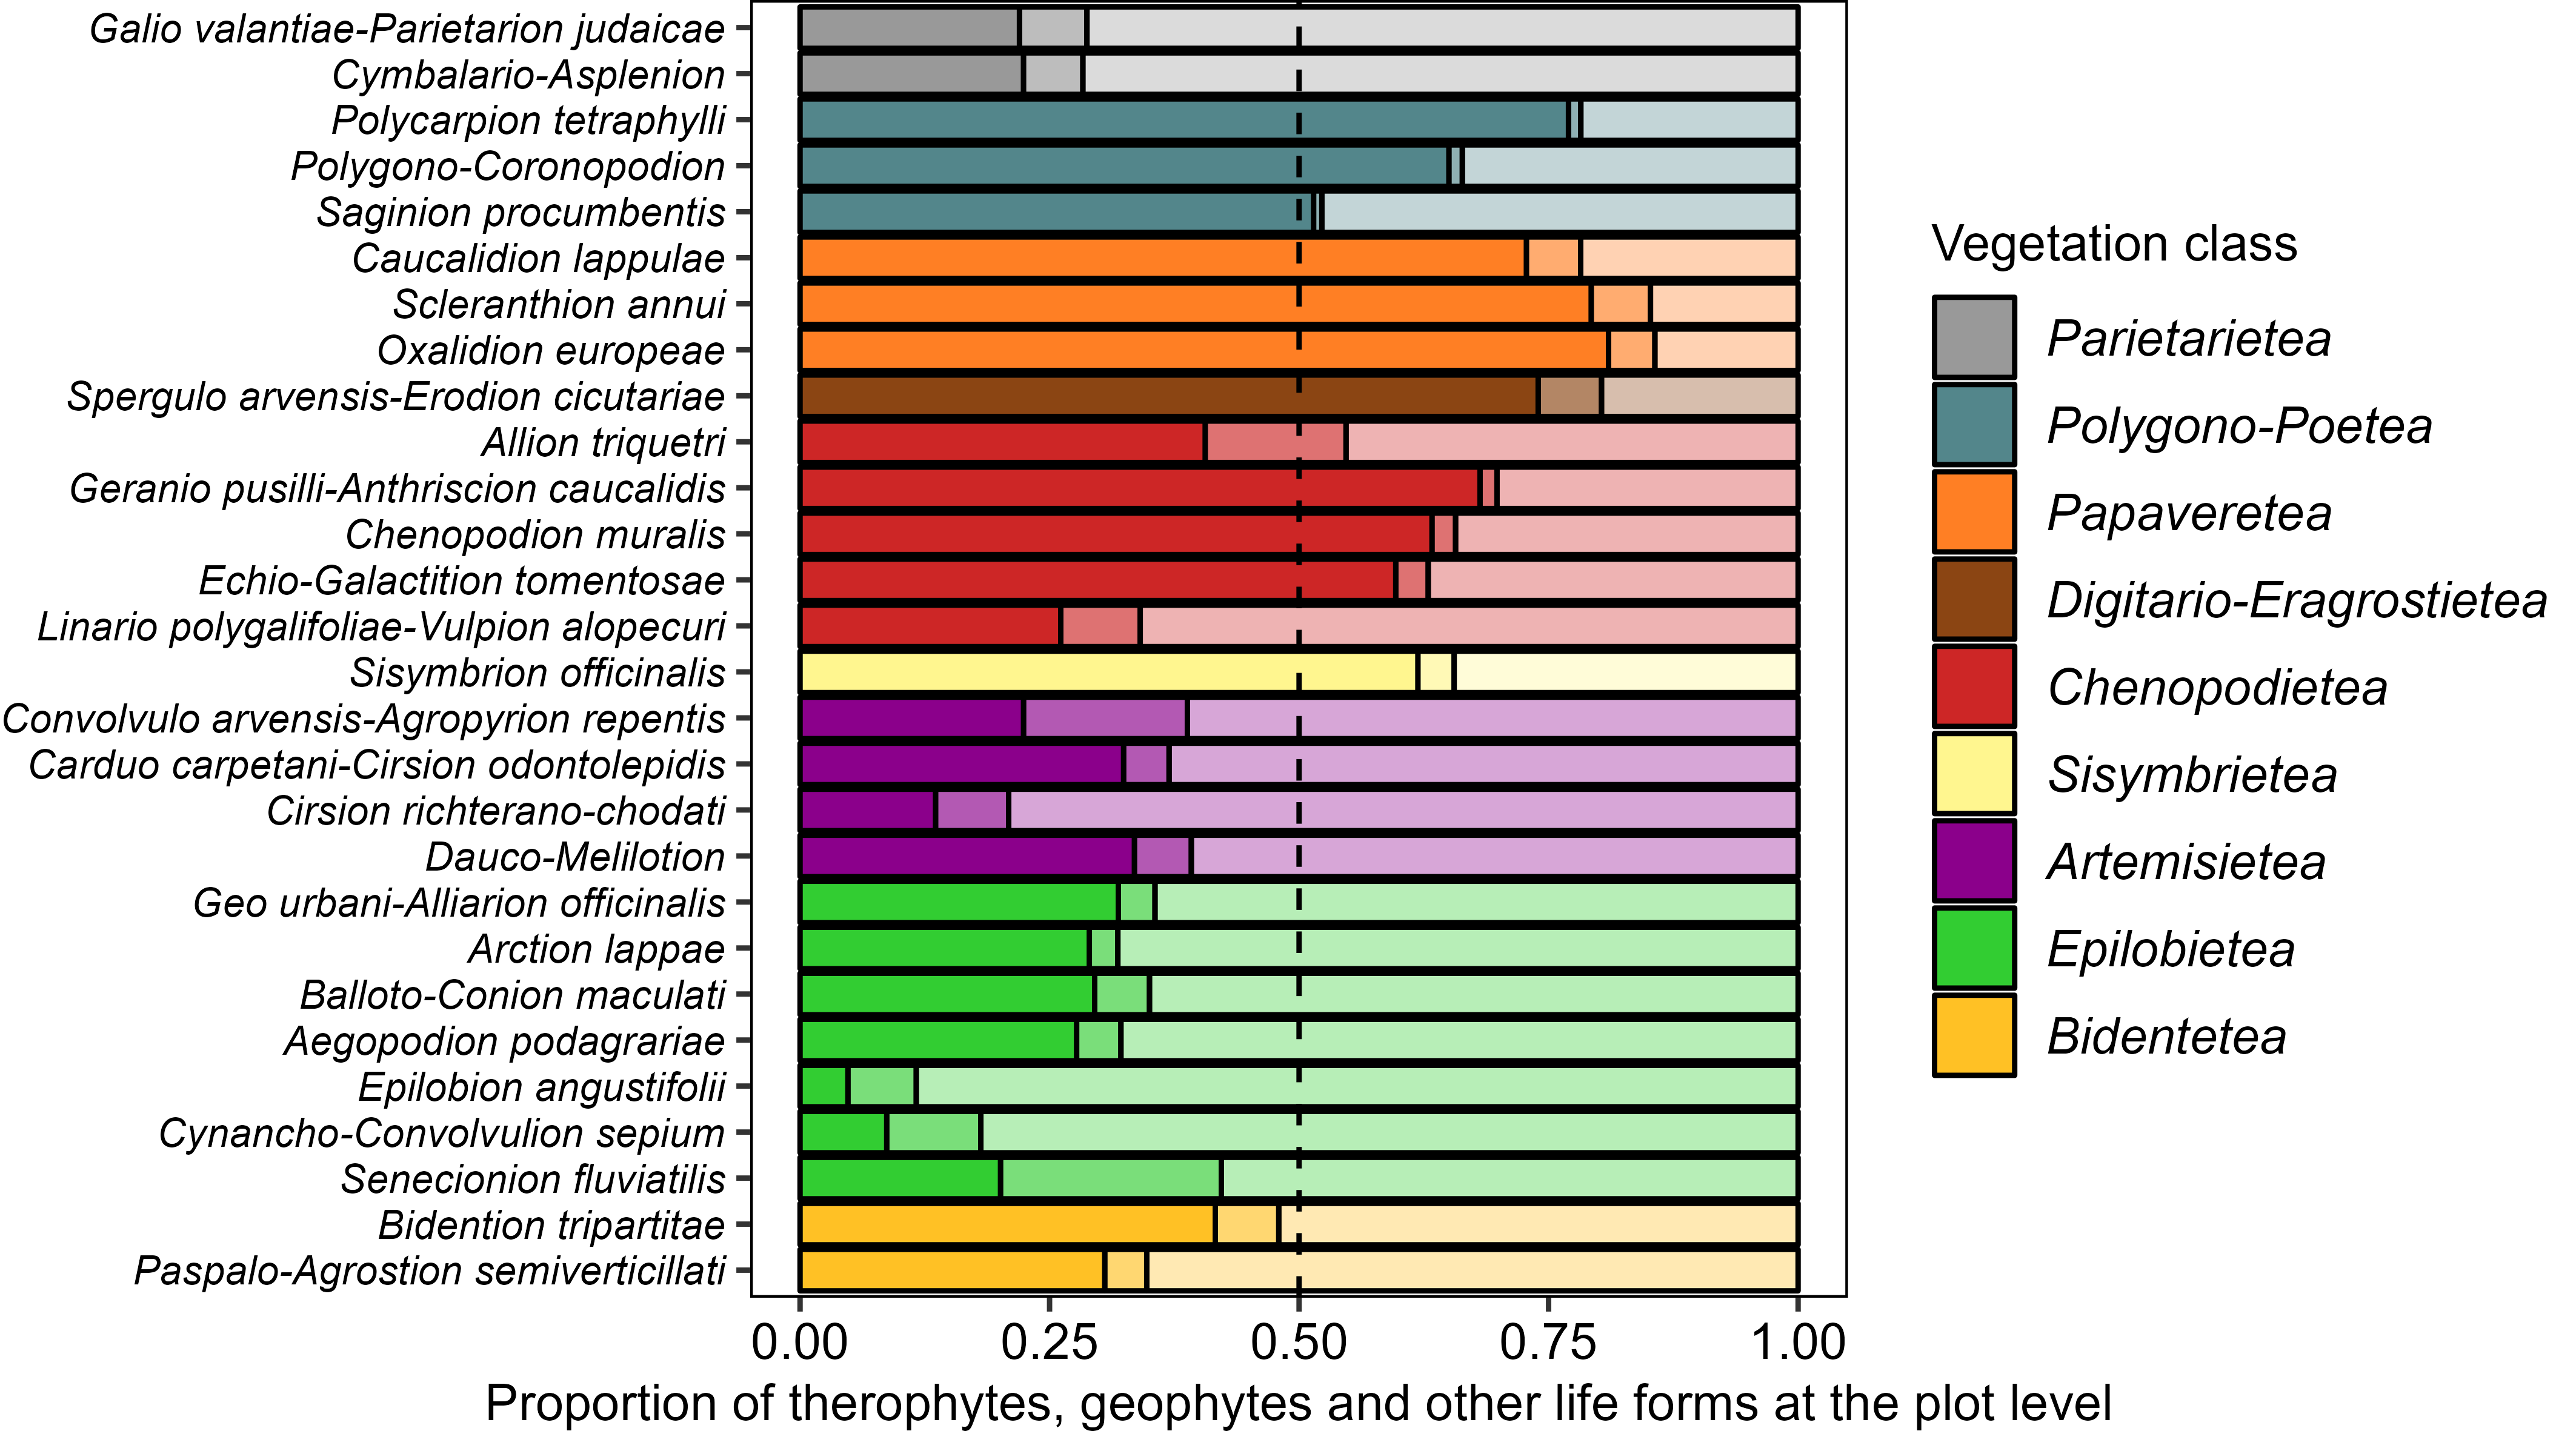 Galio valantiae-Parietarion judaicae
Cymbalario-Asplenion
Polycarpion tetraphylli
Polygono-Coronopodion
Saginion procumbentis
Caucalidion lappulae
Scleranthion annui
Oxalidion europeae
Spergulo arvensis-Erodion cicutariae
Allion triquetri
Geranio pusilli-Anthriscion caucalidis
Chenopodion muralis
Echio-Galactition tomentosae
Linario polygalifoliae-Vulpion alopecuri
Sisymbrion officinalis
Convolvulo arvensis-Agropyrion repentis
Carduo carpetani-Cirsion odontolepidis
Cirsion richterano-chodati
Dauco-Melilotion
Geo urbani-Alliarion officinalis
Arction lappae
Balloto-Conion maculati
Aegopodion podagrariae
Epilobion angustifolii
Cynancho-Convolvulion sepium
Senecionion fluviatilis
Bidention tripartitae
Paspalo-Agrostion semiverticillati
0.00 0.25 0.50 0.75 1.00
Proportion of therophytes, geophytes and other life forms at the plot level
Vegetation class
Parietarietea
Polygono-Poetea
Papaveretea
Digitario-Eragrostietea
Chenopodietea
Sisymbrietea
Artemisietea
Epilobietea
Bidentetea